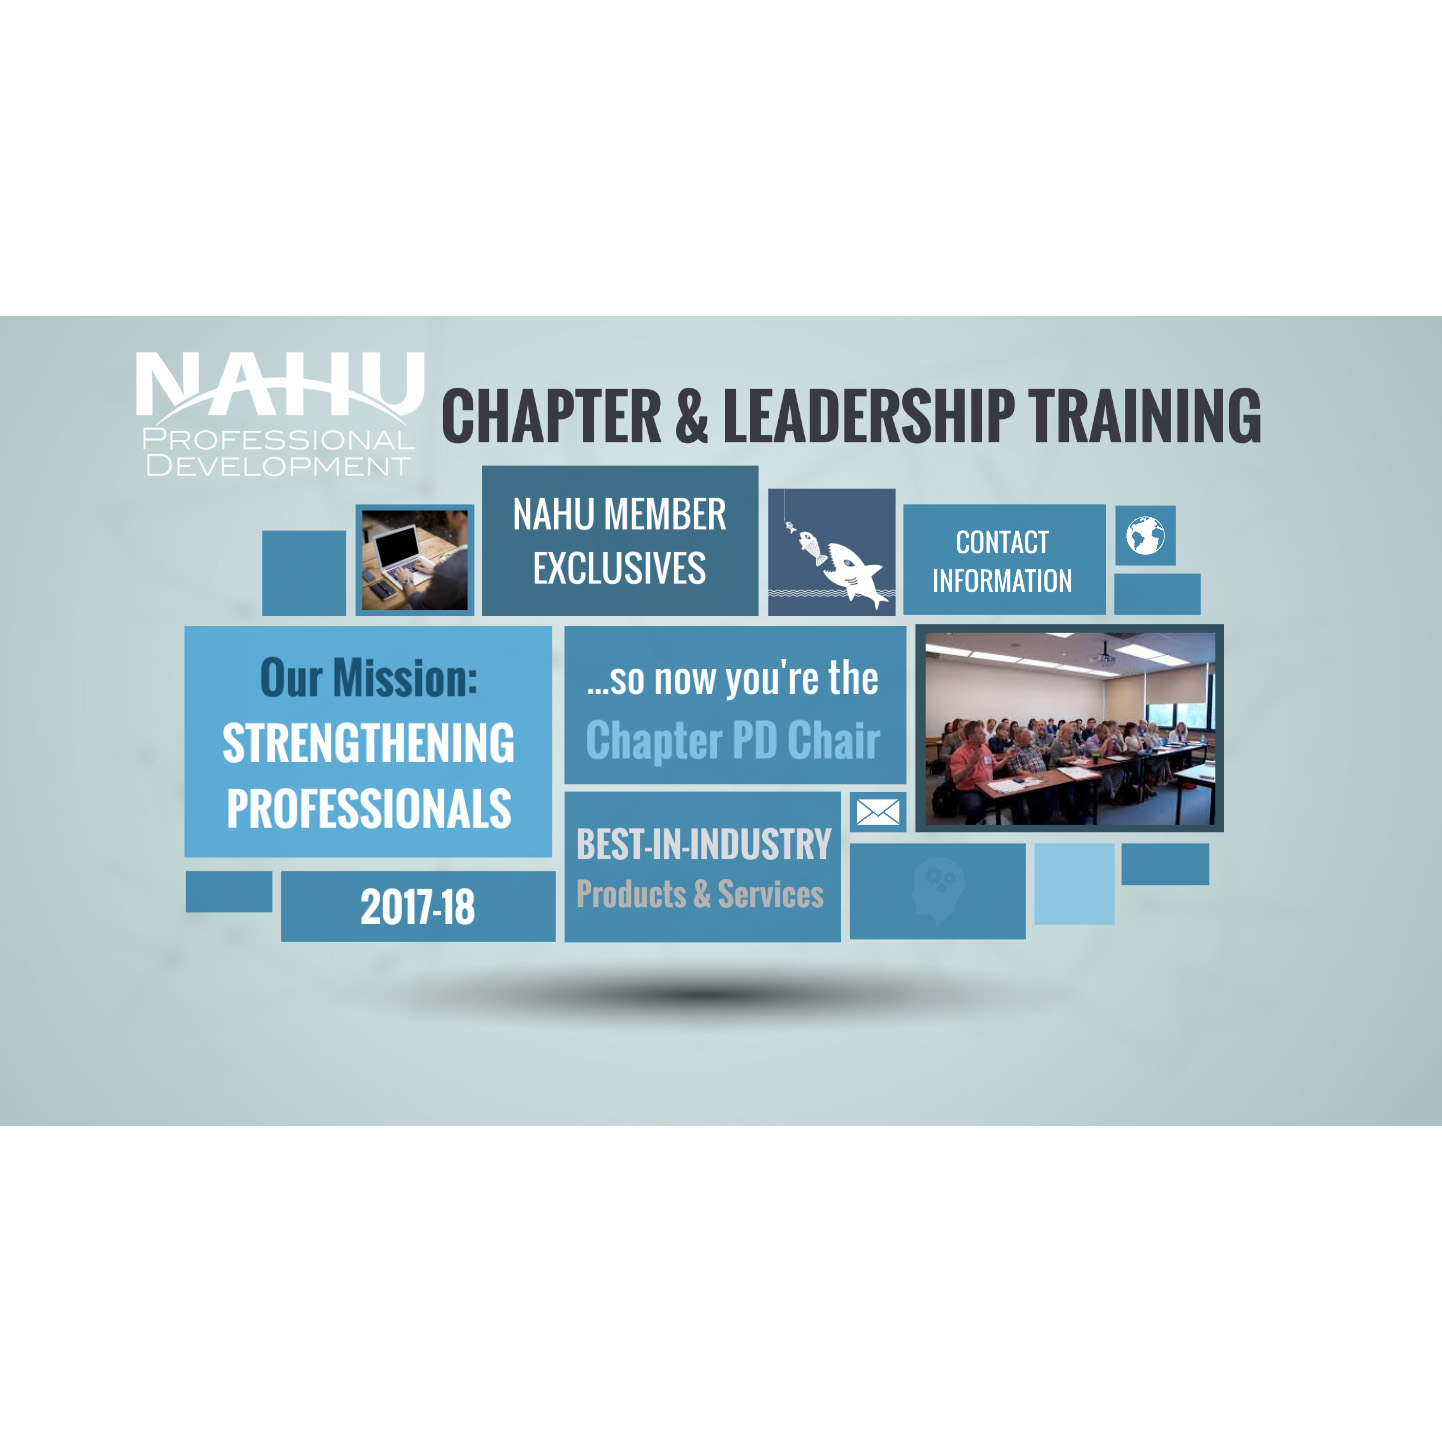 NAHU
PROFESSIONAL
DEVELOPMENT
CHAPTER & LEADERSHIP TRAINING
NAHU MEMBER
EXCLUSIVES
CONTACT
INFORMATION
Our Mission:
STRENGTHENING
PROFESSIONALS
...so now you're the
Chapter PD Chair
BEST-IN-INDUSTRY
Products & Services
2017-18